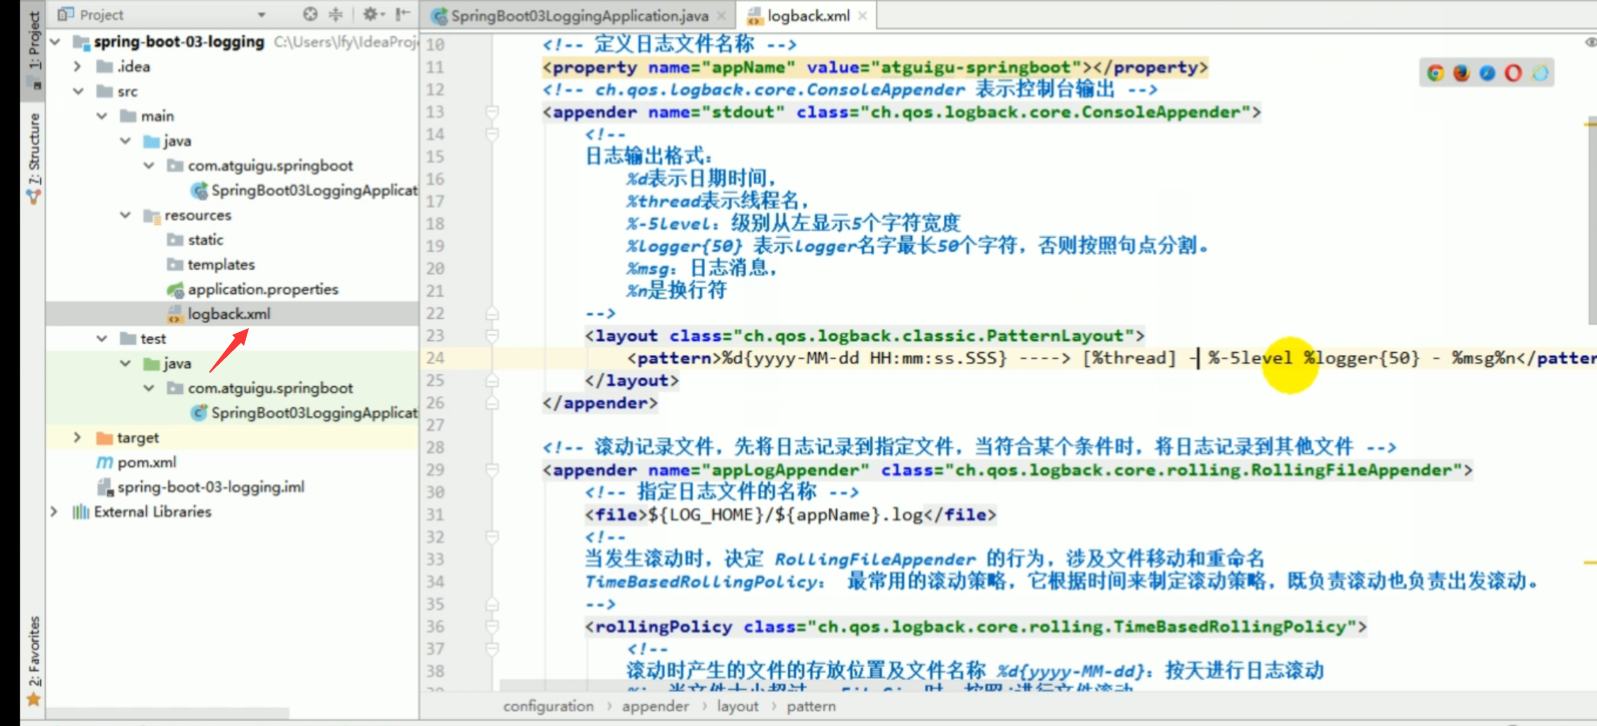 1: Project
7: Structure
2: Favorites
Project
spring-boot-03-logging C:\Users\lfy\IdeaProj
.idea
src
main
java
com.atguigu.springboot
SpringBoot03LoggingApplicat
resources
static
templates
application.properties
logback.xml
test
java
com.atguigu.springboot
SpringBoot03LoggingApplicat
target
pom.xml
spring-boot-03-logging.iml
External Libraries
SpringBoot03LoggingApplication.java
logback.xml
10 <!-- 定义日志文件名称 -->
11 <property name="appName" value="atguigu-springboot"></property>
12 <!-- ch.qos.logback.core.ConsoleAppender 表示控制台输出 -->
13 <appender name="stdout" class="ch.qos.logback.core.ConsoleAppender">
14 <!--
15 日志输出格式：
16 %d表示日期时间，
17 %thread表示线程名，
18 %-5level：级别从左显示5个字符宽度
19 %logger{50} 表示logger名字最长50个字符，否则按照句点分割。
20 %msg：日志消息，
21 %n是换行符
22 -->
23 <layout class="ch.qos.logback.classic.PatternLayout">
24 <pattern>%d{yyyy-MM-dd HH:mm:ss.SSS} ----> [%thread] - %-5level %logger{50} - %msg%n</patter
25 </layout>
26 </appender>
27
28 <!-- 滚动记录文件，先将日志记录到指定文件，当符合某个条件时，将日志记录到其他文件 -->
29 <appender name="appLogAppender" class="ch.qos.logback.core.rolling.RollingFileAppender">
30 <!-- 指定日志文件的名称 -->
31 <file>${LOG_HOME}/${appName}.log</file>
32 <!--
33 当发生滚动时，决定 RollingFileAppender 的行为，涉及文件移动和重命名
34 TimeBasedRollingPolicy： 最常用的滚动策略，它根据时间来制定滚动策略，既负责滚动也负责出发滚动。
35 -->
36 <rollingPolicy class="ch.qos.logback.core.rolling.TimeBasedRollingPolicy">
37 <!--
38 滚动时产生的文件的存放位置及文件名称 %d{yyyy-MM-dd}：按天进行日志滚动
configuration › appender › layout › pattern